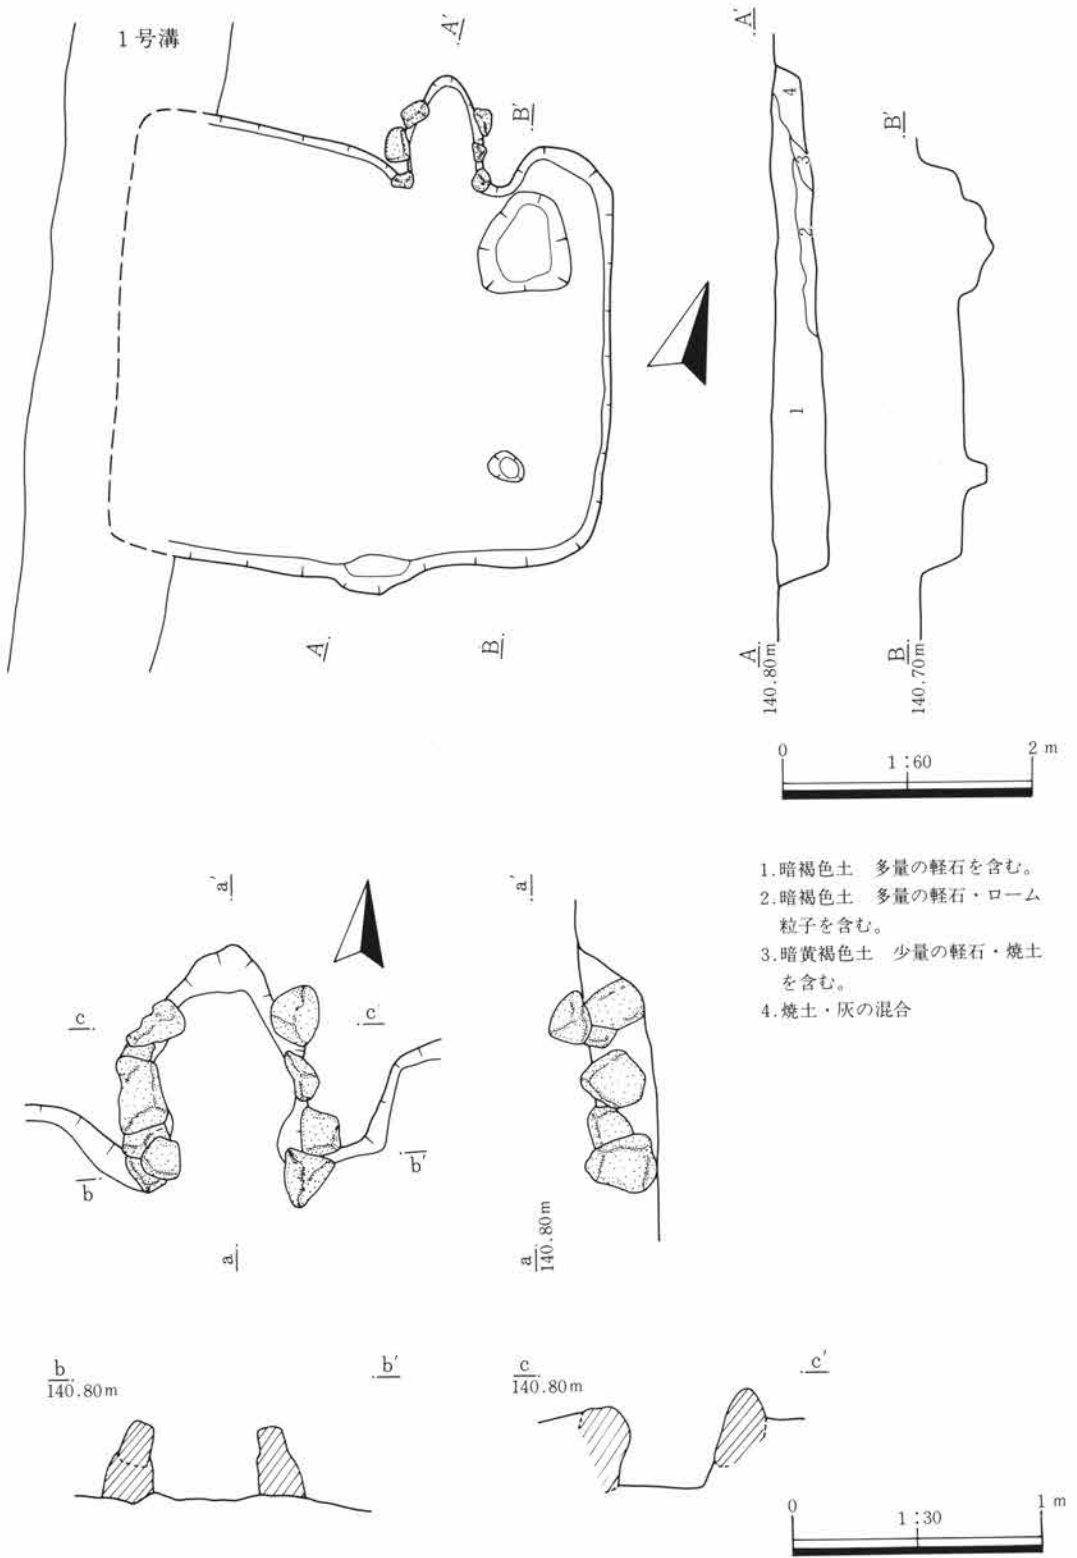 1号溝
A'
B'
A'
B'
4
3
2
1
A
B
A
140.80m
B
140.70m
0
2 m
1:60
1.暗褐色土 多量の軽石を含む。
2.暗褐色土 多量の軽石・ローム
粒子を含む。
3.暗黄褐色土 少量の軽石・焼土
を含む。
4.焼土・灰の混合
a'
a'
c
c'
b
b'
a
a
140.80m
b
140.80m
b'
c
140.80m
c'
0
1 m
1:30